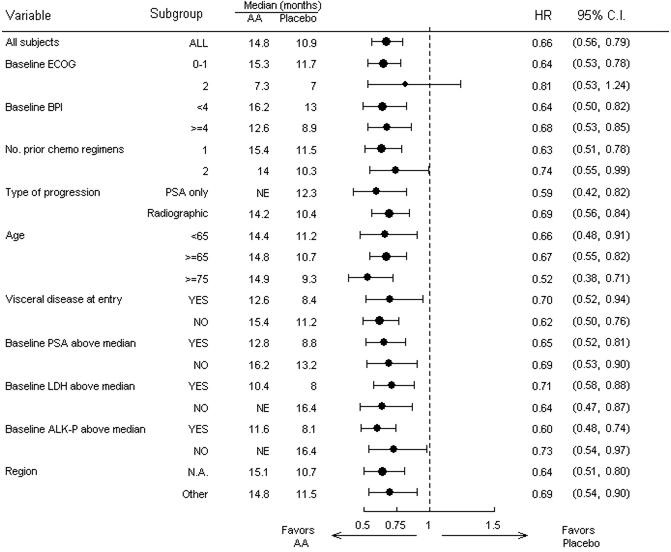 Median (months)
Variable Subgroup AA Placebo HR 95% C.I.
All subjects ALL 14.8 10.9 0.66 (0.56, 0.79)
Baseline ECOG 0-1 15.3 11.7 0.64 (0.53, 0.78)
2 7.3 7 0.81 (0.53, 1.24)
Baseline BPI <4 16.2 13 0.64 (0.50, 0.82)
>=4 12.6 8.9 0.68 (0.53, 0.85)
No. prior chemo regimens 1 15.4 11.5 0.63 (0.51, 0.78)
2 14 10.3 0.74 (0.55, 0.99)
Type of progression PSA only NE 12.3 0.59 (0.42, 0.82)
Radiographic 14.2 10.4 0.69 (0.56, 0.84)
Age <65 14.4 11.2 0.66 (0.48, 0.91)
>=65 14.8 10.7 0.67 (0.55, 0.82)
>=75 14.9 9.3 0.52 (0.38, 0.71)
Visceral disease at entry YES 12.6 8.4 0.70 (0.52, 0.94)
NO 15.4 11.2 0.62 (0.50, 0.76)
Baseline PSA above median YES 12.8 8.8 0.65 (0.52, 0.81)
NO 16.2 13.2 0.69 (0.53, 0.90)
Baseline LDH above median YES 10.4 8 0.71 (0.58, 0.88)
NO NE 16.4 0.64 (0.47, 0.87)
Baseline ALK-P above median YES 11.6 8.1 0.60 (0.48, 0.74)
NO NE 16.4 0.73 (0.54, 0.97)
Region N.A. 15.1 10.7 0.64 (0.51, 0.80)
Other 14.8 11.5 0.69 (0.54, 0.90)
0.5 0.75 1 1.5
Favors AA
Favors Placebo